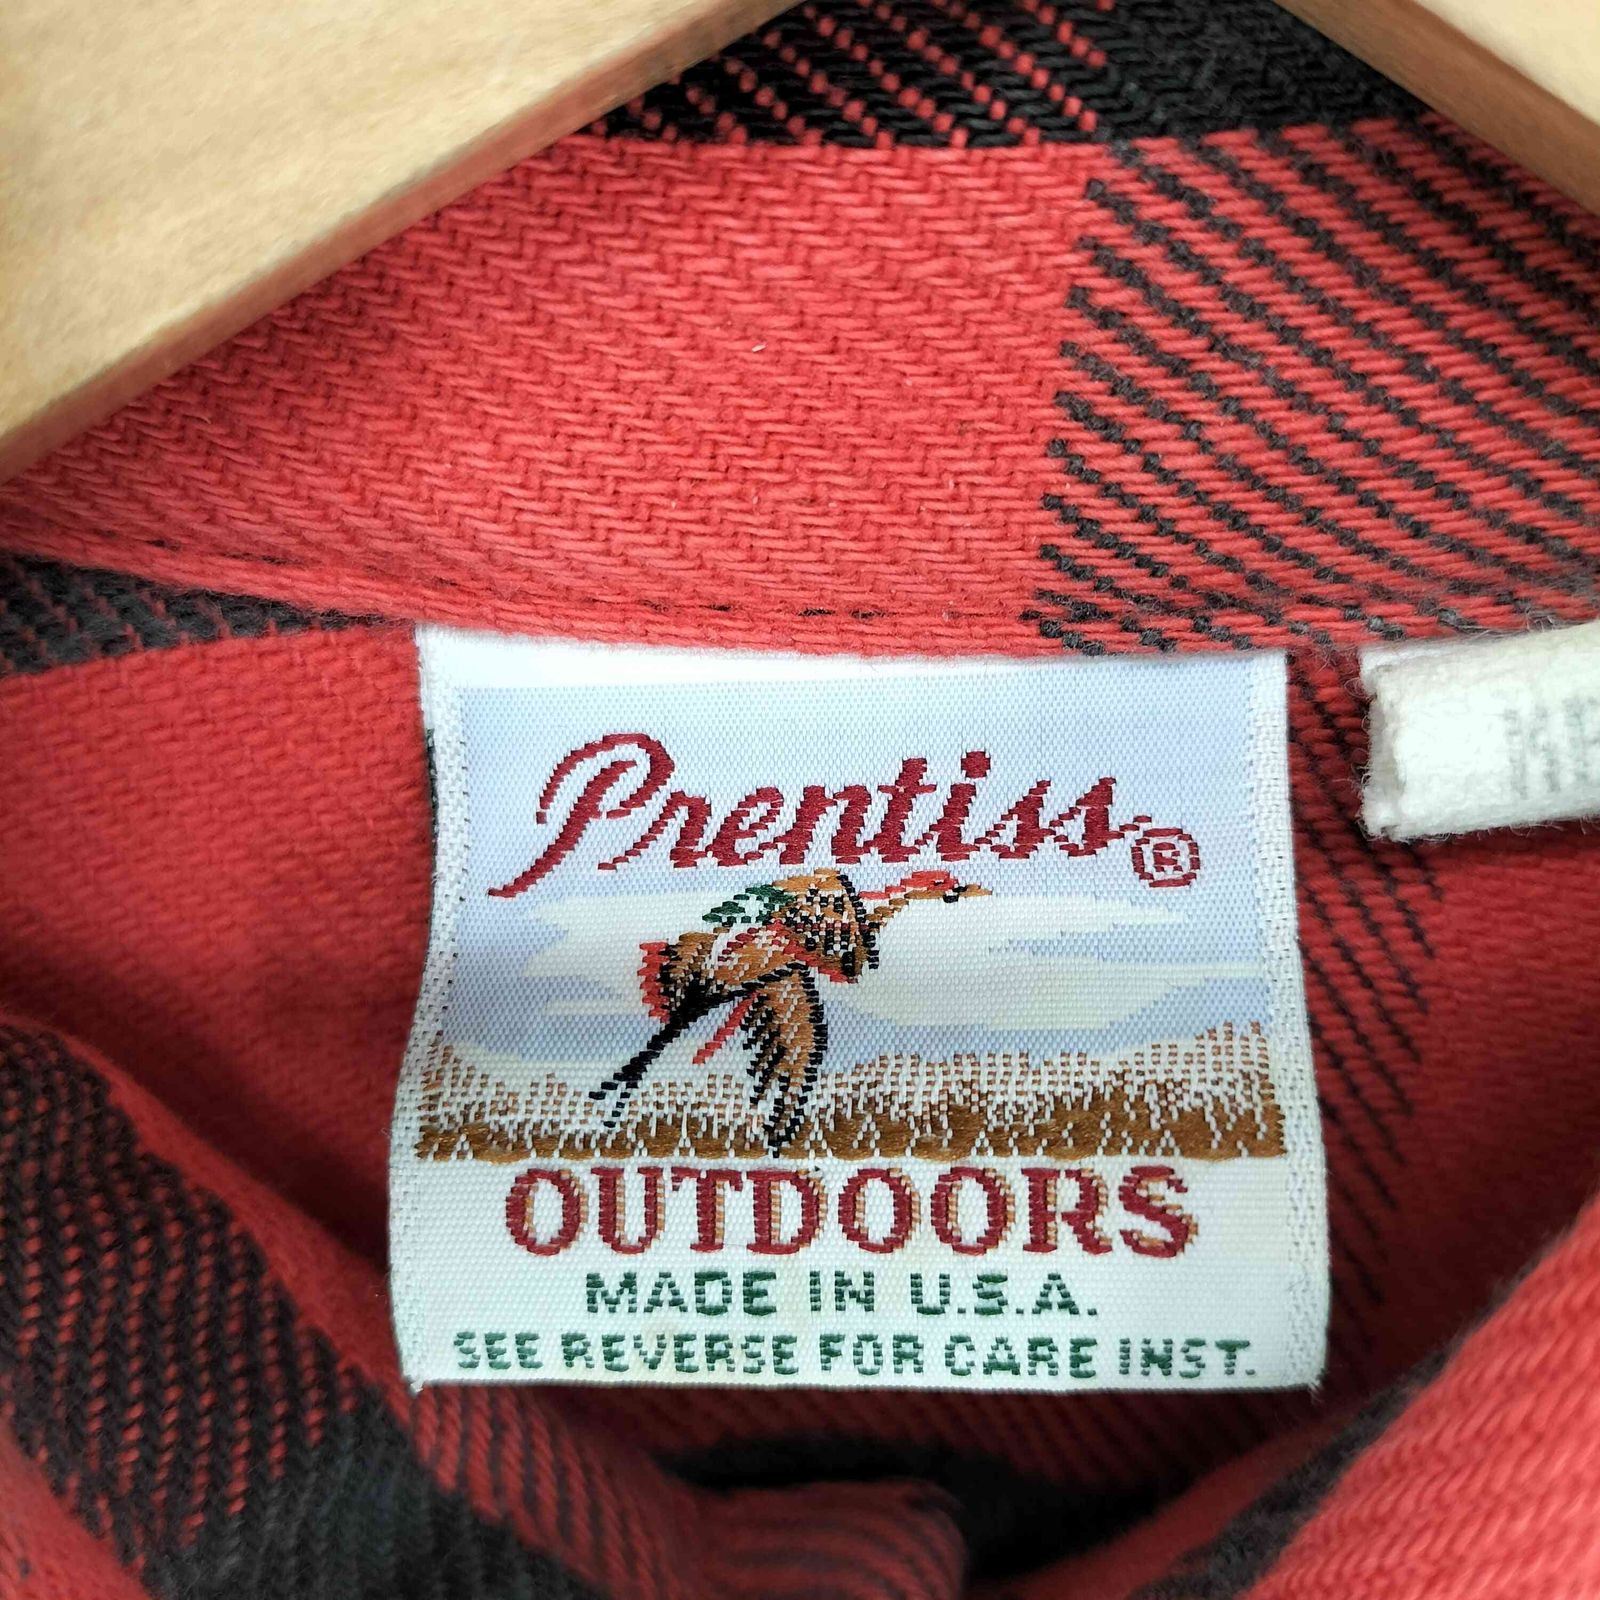 Prentiss®
OUTDOORS
MADE IN U.S.A.
SEE REVERSE FOR CARE INST.